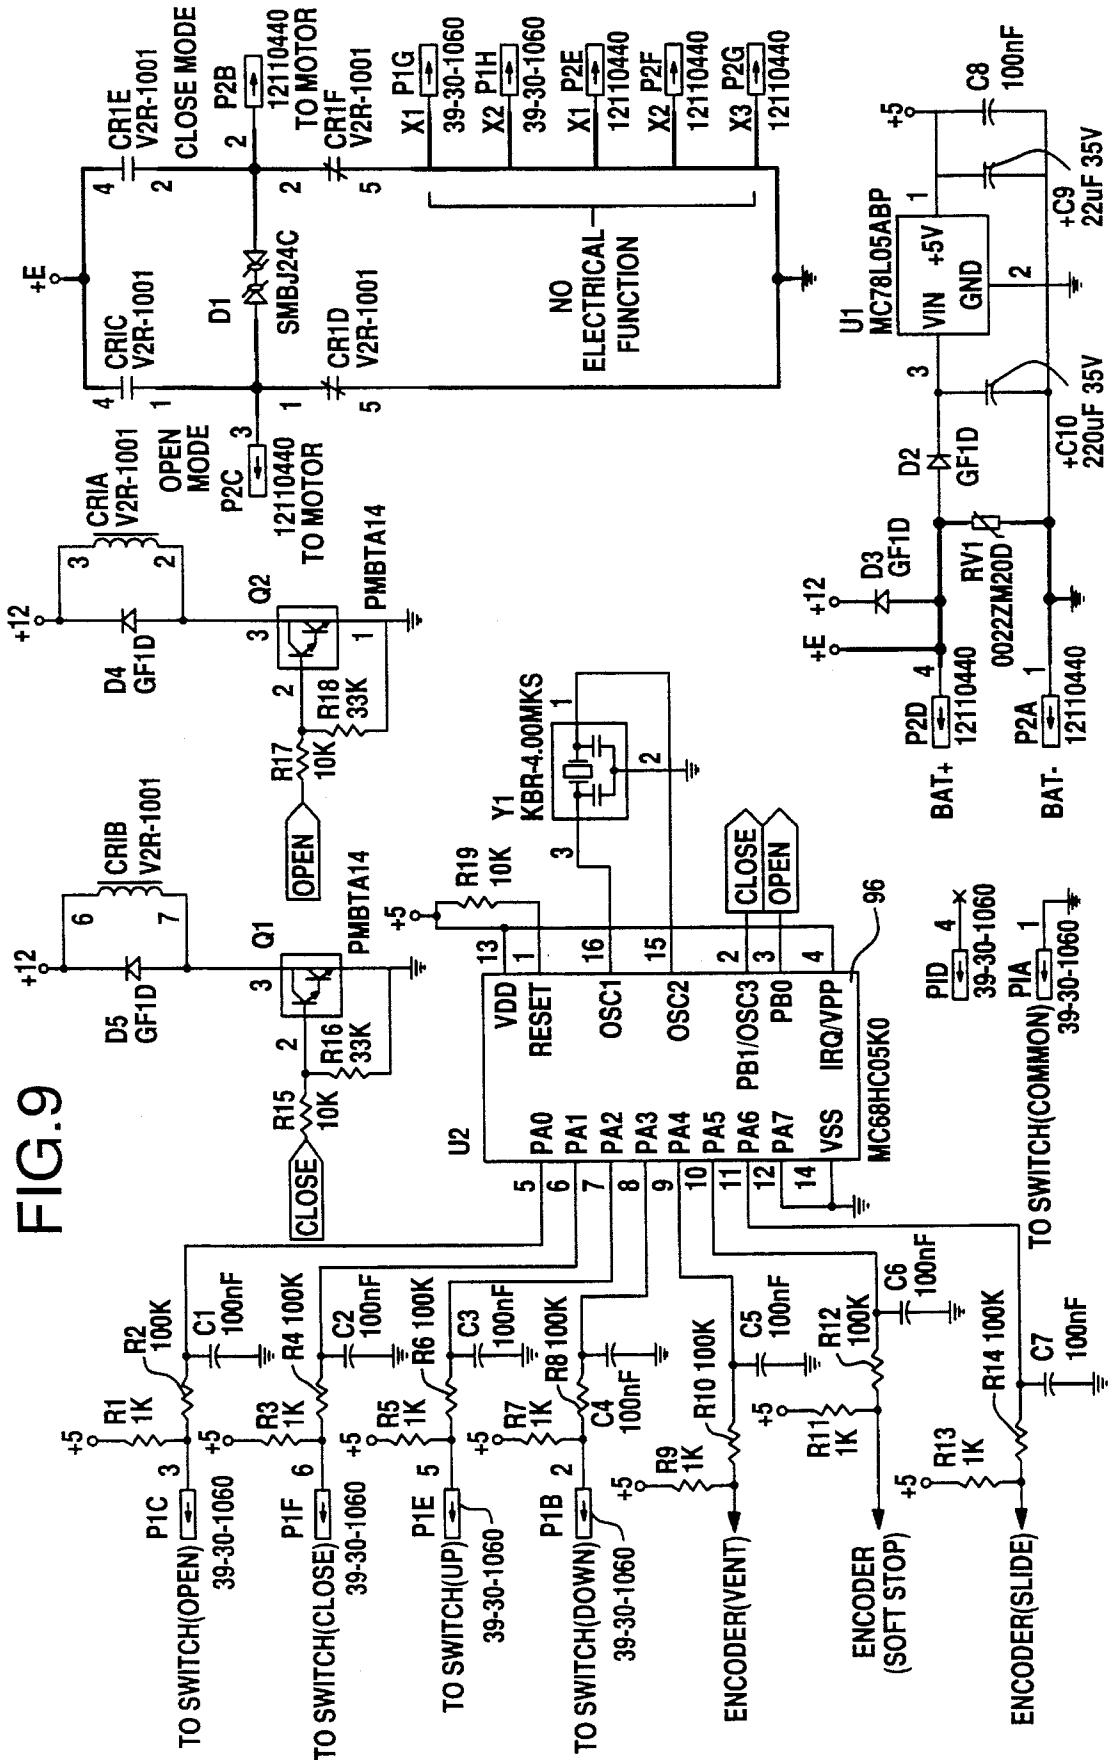 FIG.9
+12
CRIB
V2R-1001
6
7
D5
GF1D
Q1
3
2
PMBTA14
CLOSE
R15
10K
R16
33K
+12
CRIA
V2R-1001
3
2
D4
GF1D
Q2
3
2
1
PMBTA14
OPEN
R17
10K
R18
33K
+E
CRIC
V2R-1001
4
1
OPEN
MODE
P2C
3
12110440
TO MOTOR
1
CR1D
V2R-1001
5
D1
SMBJ24C
CR1E
V2R-1001
4
2
CLOSE MODE
P2B
2
12110440
TO MOTOR
2
CR1F
V2R-1001
5
NO
ELECTRICAL
FUNCTION
X1
P1G
39-30-1060
X2
P1H
39-30-1060
X1
P2E
12110440
X2
P2F
12110440
X3
P2G
12110440
TO SWITCH(OPEN)
P1C
39-30-1060
3
+5
R1
1K
R2
100K
C1
100nF
TO SWITCH(CLOSE)
P1F
39-30-1060
6
+5
R3
1K
R4 100K
C2
100nF
TO SWITCH(UP)
P1E
39-30-1060
5
+5
R5
1K
R6 100K
C3
100nF
TO SWITCH(DOWN)
P1B
39-30-1060
2
+5
R7
1K
R8 100K
C4
100nF
ENCODER(VENT)
+5
R9
1K
R10 100K
C5
100nF
ENCODER
(SOFT STOP)
+5
R11
1K
R12
100K
C6
100nF
ENCODER(SLIDE)
+5
R13
1K
R14 100K
C7
100nF
U2
5 PA0
6 PA1
7 PA2
8 PA3
9 PA4
10 PA5
11 PA6
12 PA7
14 VSS
VDD 13
RESET 1
OSC1 16
OSC2 15
PB1/OSC3 2
PB0 3
IRQ/VPP 4
MC68HC05K0
96
+5
R19
10K
CLOSE
OPEN
Y1
KBR-4.00MKS
3
1
2
PID
4
39-30-1060
PIA
1
39-30-1060
TO SWITCH(COMMON)
BAT+
P2D
4
12110440
BAT-
P2A
1
12110440
+E
+12
D3
GF1D
RV1
0022ZM20D
D2
GF1D
+C10
220uF 35V
U1
MC78L05ABP
3
VIN
+5V
GND
1
2
+5
+C9
22uF 35V
C8
100nF